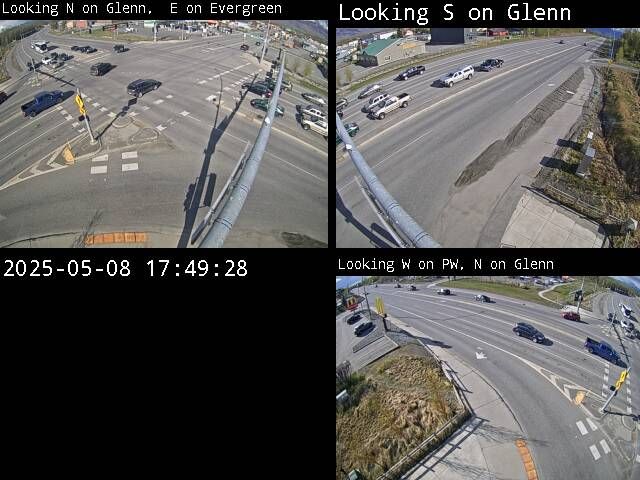 Looking N on Glenn,  E on Evergreen
Looking S on Glenn
2025-05-08 17:49:28
Looking W on PW, N on Glenn